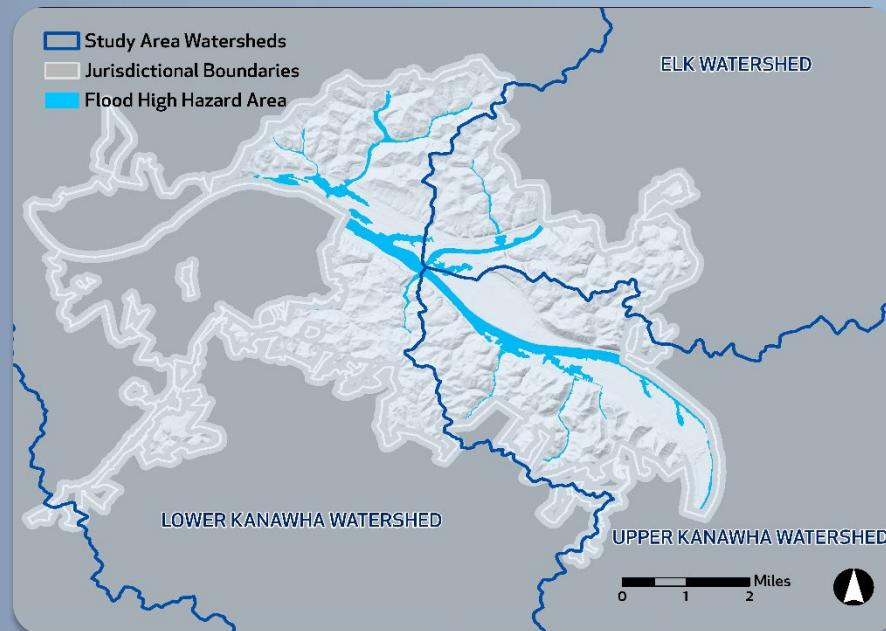 Study Area Watersheds
Jurisdictional Boundaries
Flood High Hazard Area
ELK WATERSHED
LOWER KANAWHA WATERSHED
UPPER KANAWHA WATERSHED
Miles
0 1 2